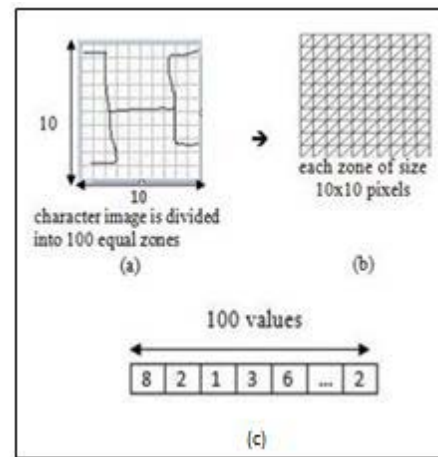 10
10
character image is divided
into 100 equal zones
(a)
➔
each zone of size
10x10 pixels
(b)
100 values
8 2 1 3 6 ... 2
(c)